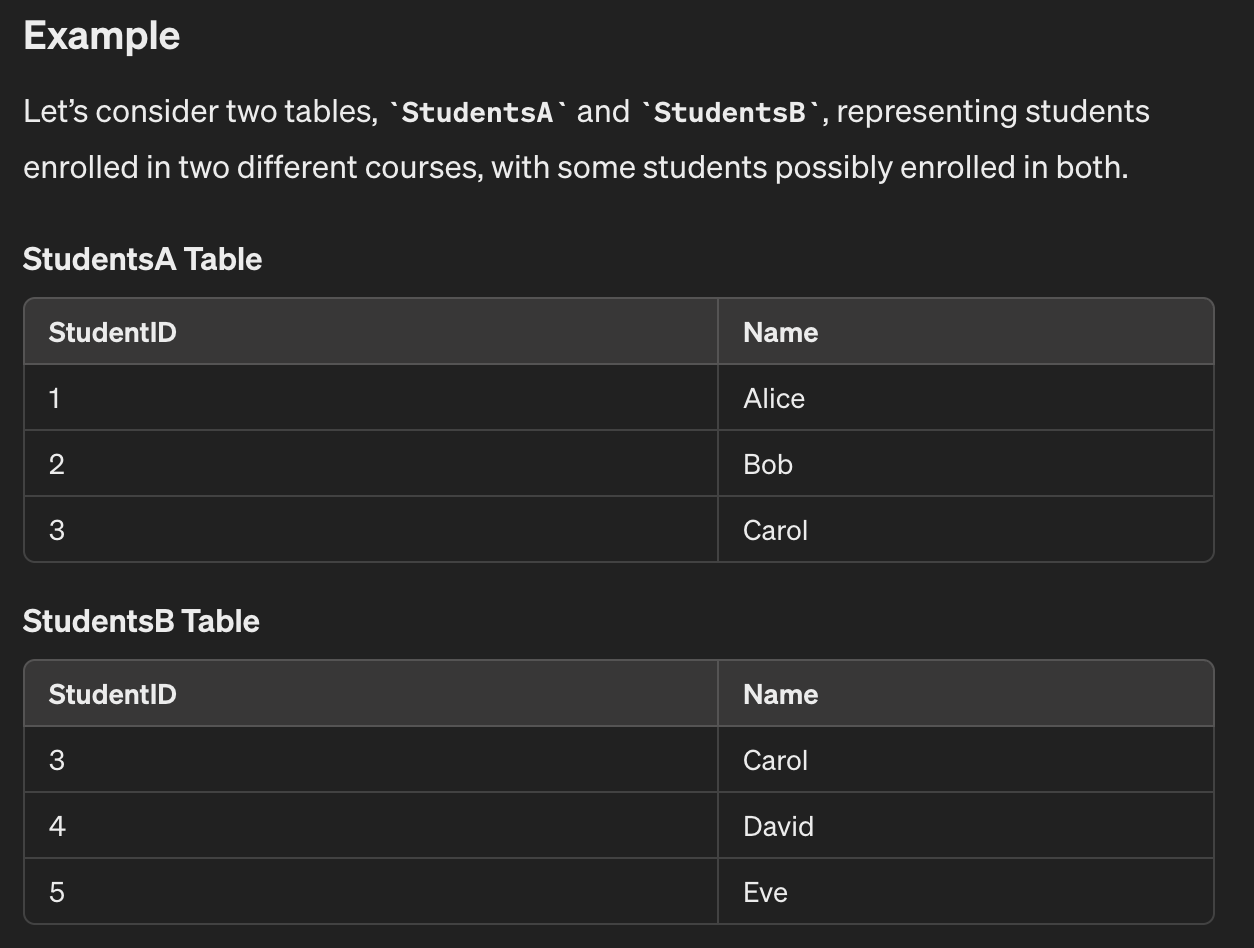 Example
Let’s consider two tables, `StudentsA` and `StudentsB`, representing students
enrolled in two different courses, with some students possibly enrolled in both.
StudentsA Table
StudentID Name
1 Alice
2 Bob
3 Carol
StudentsB Table
StudentID Name
3 Carol
4 David
5 Eve